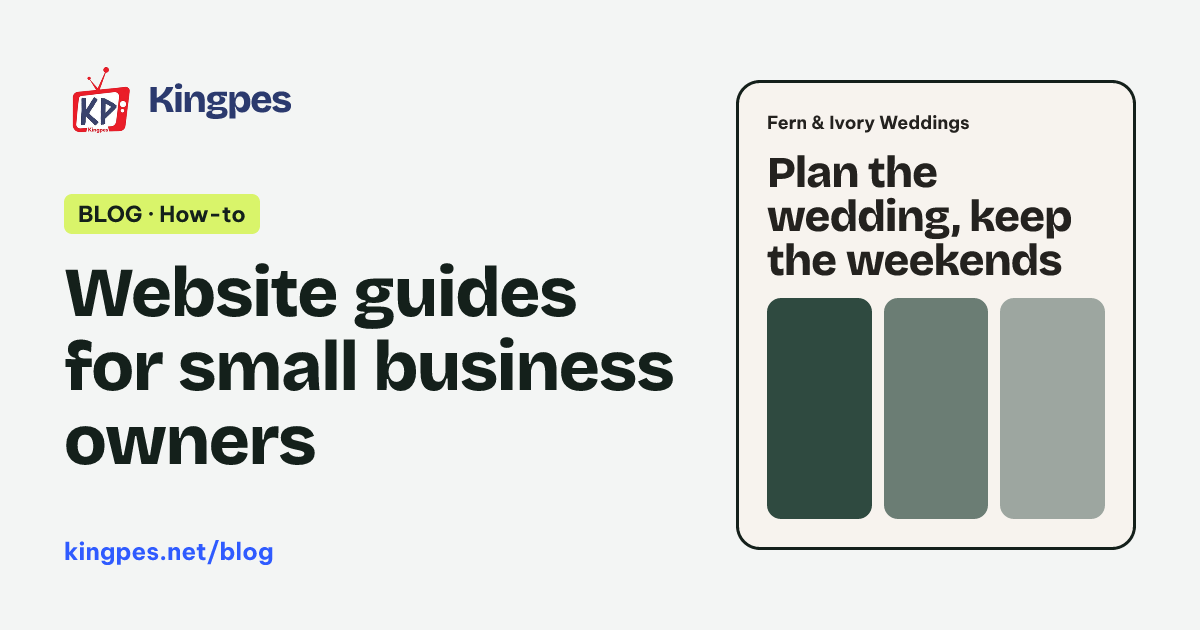 KP
Kingpes
Kingpes
BLOG · How-to
Website guides
for small business
owners
kingpes.net/blog
Fern & Ivory Weddings
Plan the
wedding, keep
the weekends